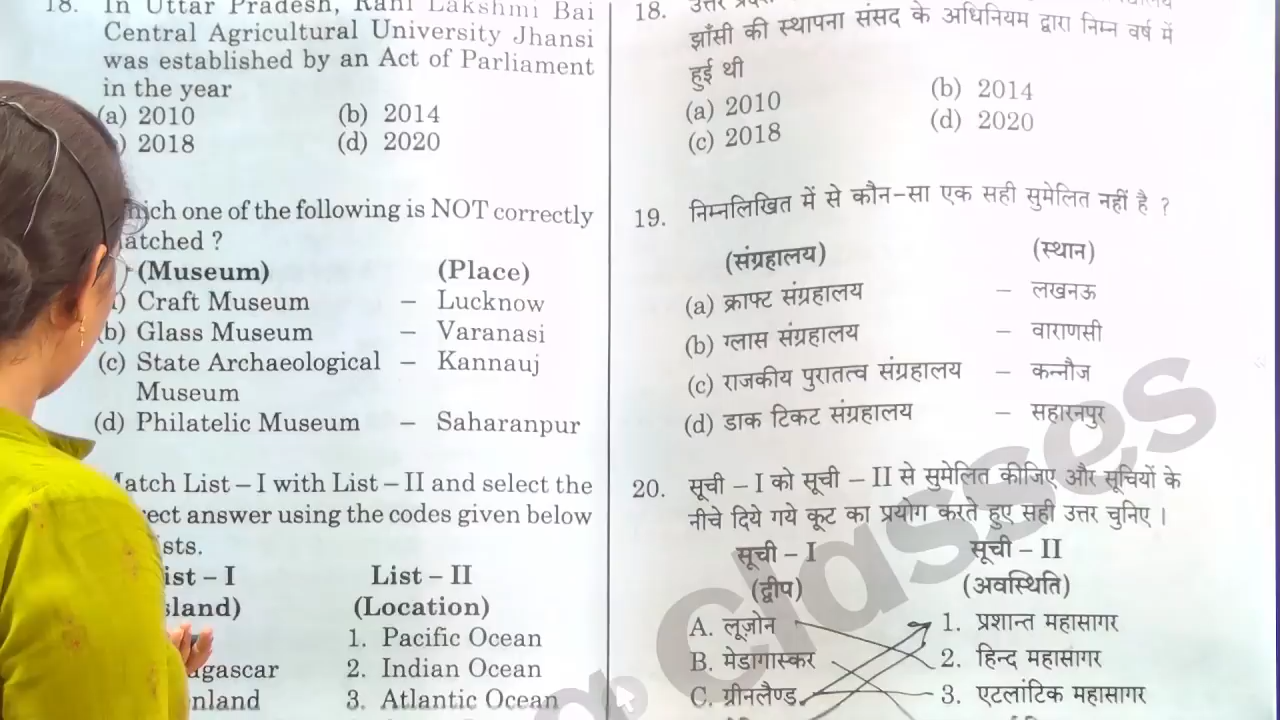 18. In Uttar Pradesh, Rani Lakshmi Bai
Central Agricultural University Jhansi
was established by an Act of Parliament
in the year
(a) 2010 (b) 2014
) 2018 (d) 2020
ich one of the following is NOT correctly
atched ?
(Museum) (Place)
) Craft Museum – Lucknow
(b) Glass Museum – Varanasi
(c) State Archaeological – Kannauj
Museum
(d) Philatelic Museum – Saharanpur
atch List – I with List – II and select the
rect answer using the codes given below
sts.
ist – I List – II
sland) (Location)
1. Pacific Ocean
agascar 2. Indian Ocean
nland 3. Atlantic Ocean
18. उत्तर
झाँसी की स्थापना संसद के अधिनियम द्वारा निम्न वर्ष में
हुई थी
(a) 2010 (b) 2014
(c) 2018 (d) 2020
19. निम्नलिखित में से कौन-सा एक सही सुमेलित नहीं है ?
(संग्रहालय) (स्थान)
(a) क्राफ्ट संग्रहालय – लखनऊ
(b) ग्लास संग्रहालय – वाराणसी
(c) राजकीय पुरातत्व संग्रहालय – कन्नौज
(d) डाक टिकट संग्रहालय – सहारनपुर
20. सूची – I को सूची – II से सुमेलित कीजिए और सूचियों के
नीचे दिये गये कूट का प्रयोग करते हुए सही उत्तर चुनिए ।
सूची – I सूची – II
(द्वीप) (अवस्थिति)
A. लूज़ोन 1. प्रशान्त महासागर
B. मेडागास्कर 2. हिन्द महासागर
C. ग्रीनलैण्ड 3. एटलांटिक महासागर
Classes